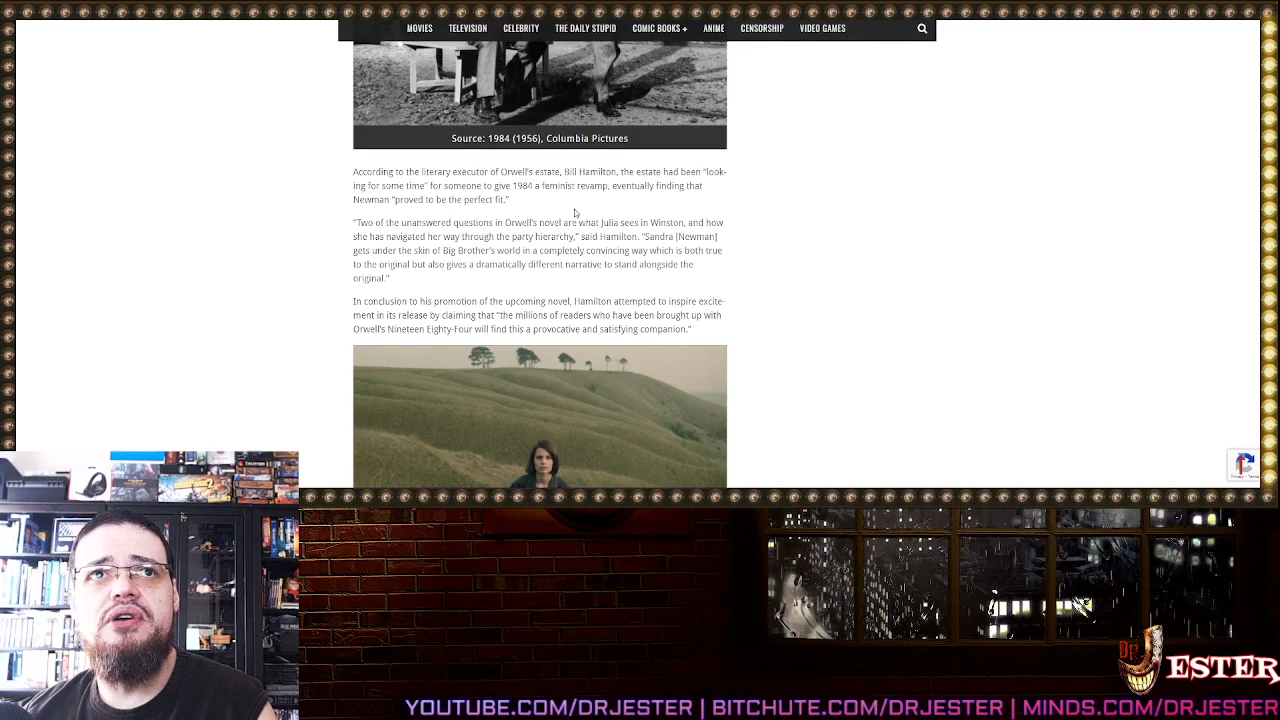 MOVIES TELEVISION CELEBRITY THE DAILY STUPID COMIC BOOKS + ANIME CENSORSHIP VIDEO GAMES
Source: 1984 (1956), Columbia Pictures
According to the literary executor of Orwell's estate, Bill Hamilton, the estate had been “look-
ing for some time” for someone to give 1984 a feminist revamp, eventually finding that
Newman “proved to be the perfect fit.”
“Two of the unanswered questions in Orwell's novel are what Julia sees in Winston, and how
she has navigated her way through the party hierarchy,” said Hamilton. “Sandra [Newman]
gets under the skin of Big Brother's world in a completely convincing way which is both true
to the original but also gives a dramatically different narrative to stand alongside the
original.”
In conclusion to his promotion of the upcoming novel, Hamilton attempted to inspire excite-
ment in its release by claiming that “the millions of readers who have been brought up with
Orwell's Nineteen Eighty-Four will find this a provocative and satisfying companion.”
Privacy - Terms
Dr.
JESTER
YOUTUBE.COM/DRJESTER | BITCHUTE.COM/DRJESTER | MINDS.COM/DRJESTER